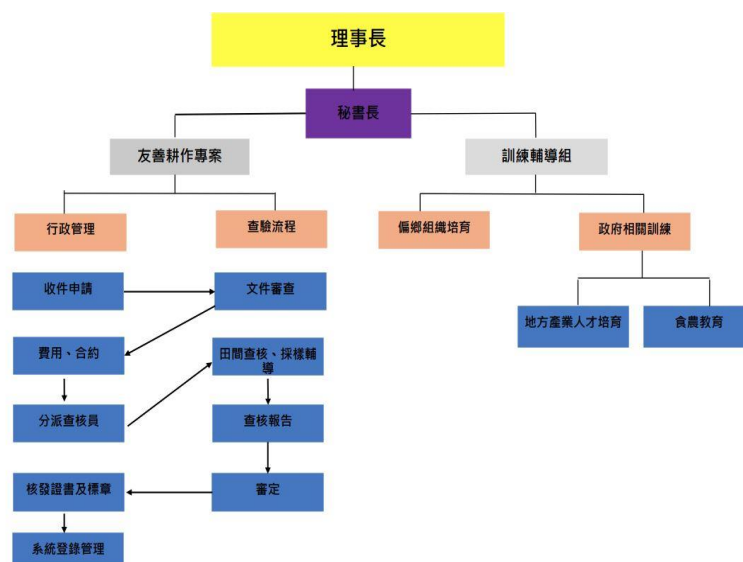 理事長
秘書長
友善耕作專案
訓練輔導組
行政管理
查驗流程
偏鄉組織培育
政府相關訓練
收件申請
文件審查
地方產業人才培育
食農教育
費用、合約
田間查核、採樣輔
導
分派查核員
查核報告
核發證書及標章
審定
系統登錄管理